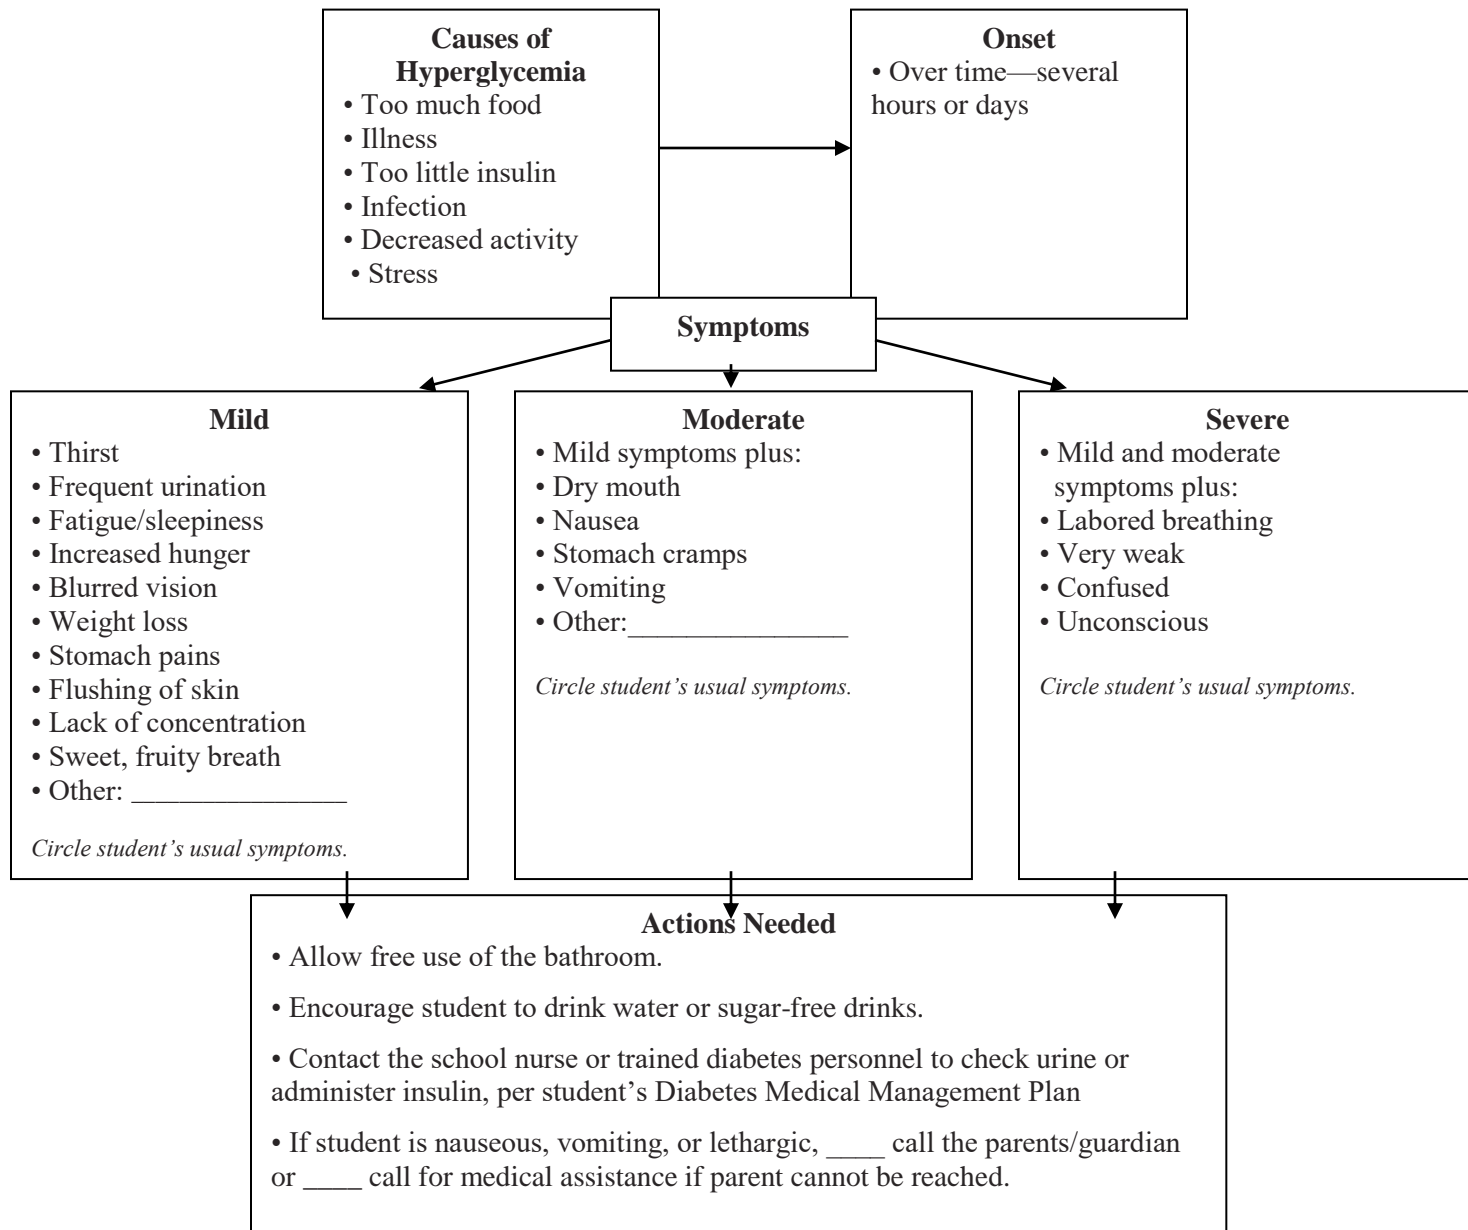 Causes of
Hyperglycemia
• Too much food
• Illness
• Too little insulin
• Infection
• Decreased activity
• Stress
Onset
• Over time—several
hours or days
Symptoms
Mild
• Thirst
• Frequent urination
• Fatigue/sleepiness
• Increased hunger
• Blurred vision
• Weight loss
• Stomach pains
• Flushing of skin
• Lack of concentration
• Sweet, fruity breath
• Other: __________________
Circle student’s usual symptoms.
Moderate
• Mild symptoms plus:
• Dry mouth
• Nausea
• Stomach cramps
• Vomiting
• Other:_______________
Circle student’s usual symptoms.
Severe
• Mild and moderate
symptoms plus:
• Labored breathing
• Very weak
• Confused
• Unconscious
Circle student’s usual symptoms.
Actions Needed
• Allow free use of the bathroom.
• Encourage student to drink water or sugar-free drinks.
• Contact the school nurse or trained diabetes personnel to check urine or
administer insulin, per student’s Diabetes Medical Management Plan
• If student is nauseous, vomiting, or lethargic, ____ call the parents/guardian
or ____ call for medical assistance if parent cannot be reached.